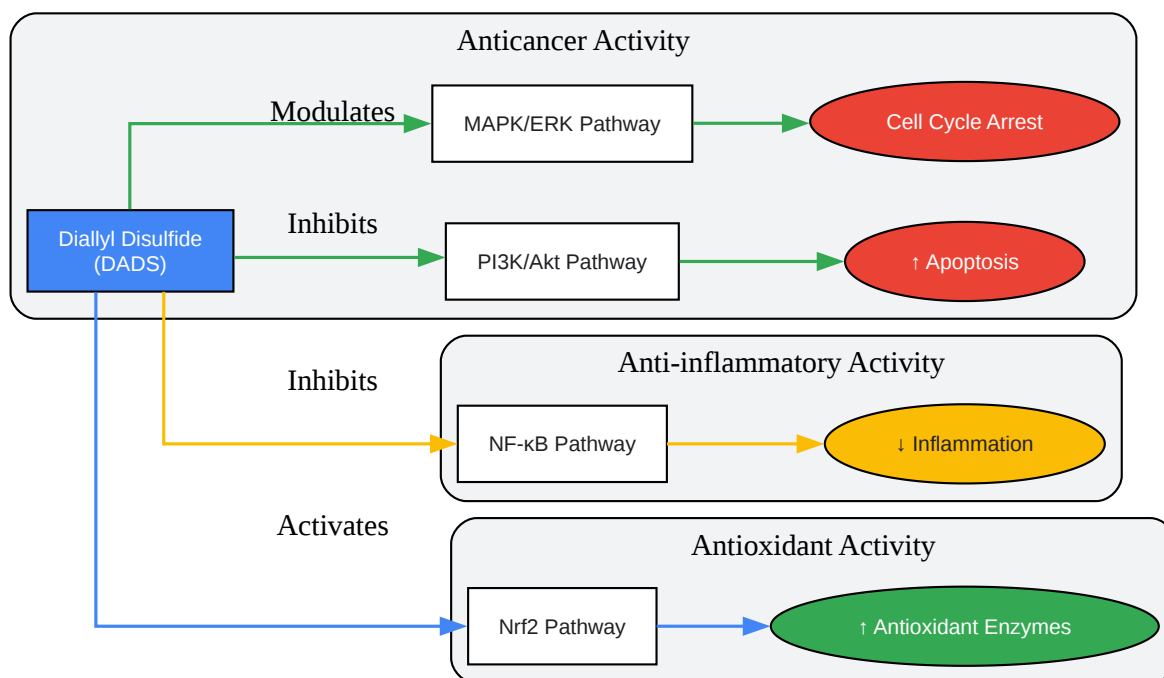 Anticancer Activity
Modulates
MAPK/ERK Pathway
Cell Cycle Arrest
Diallyl Disulfide
(DADS)
Inhibits
PI3K/Akt Pathway
↑ Apoptosis
Anti-inflammatory Activity
Inhibits
NF-κB Pathway
↓ Inflammation
Activates
Antioxidant Activity
Nrf2 Pathway
↑ Antioxidant Enzymes